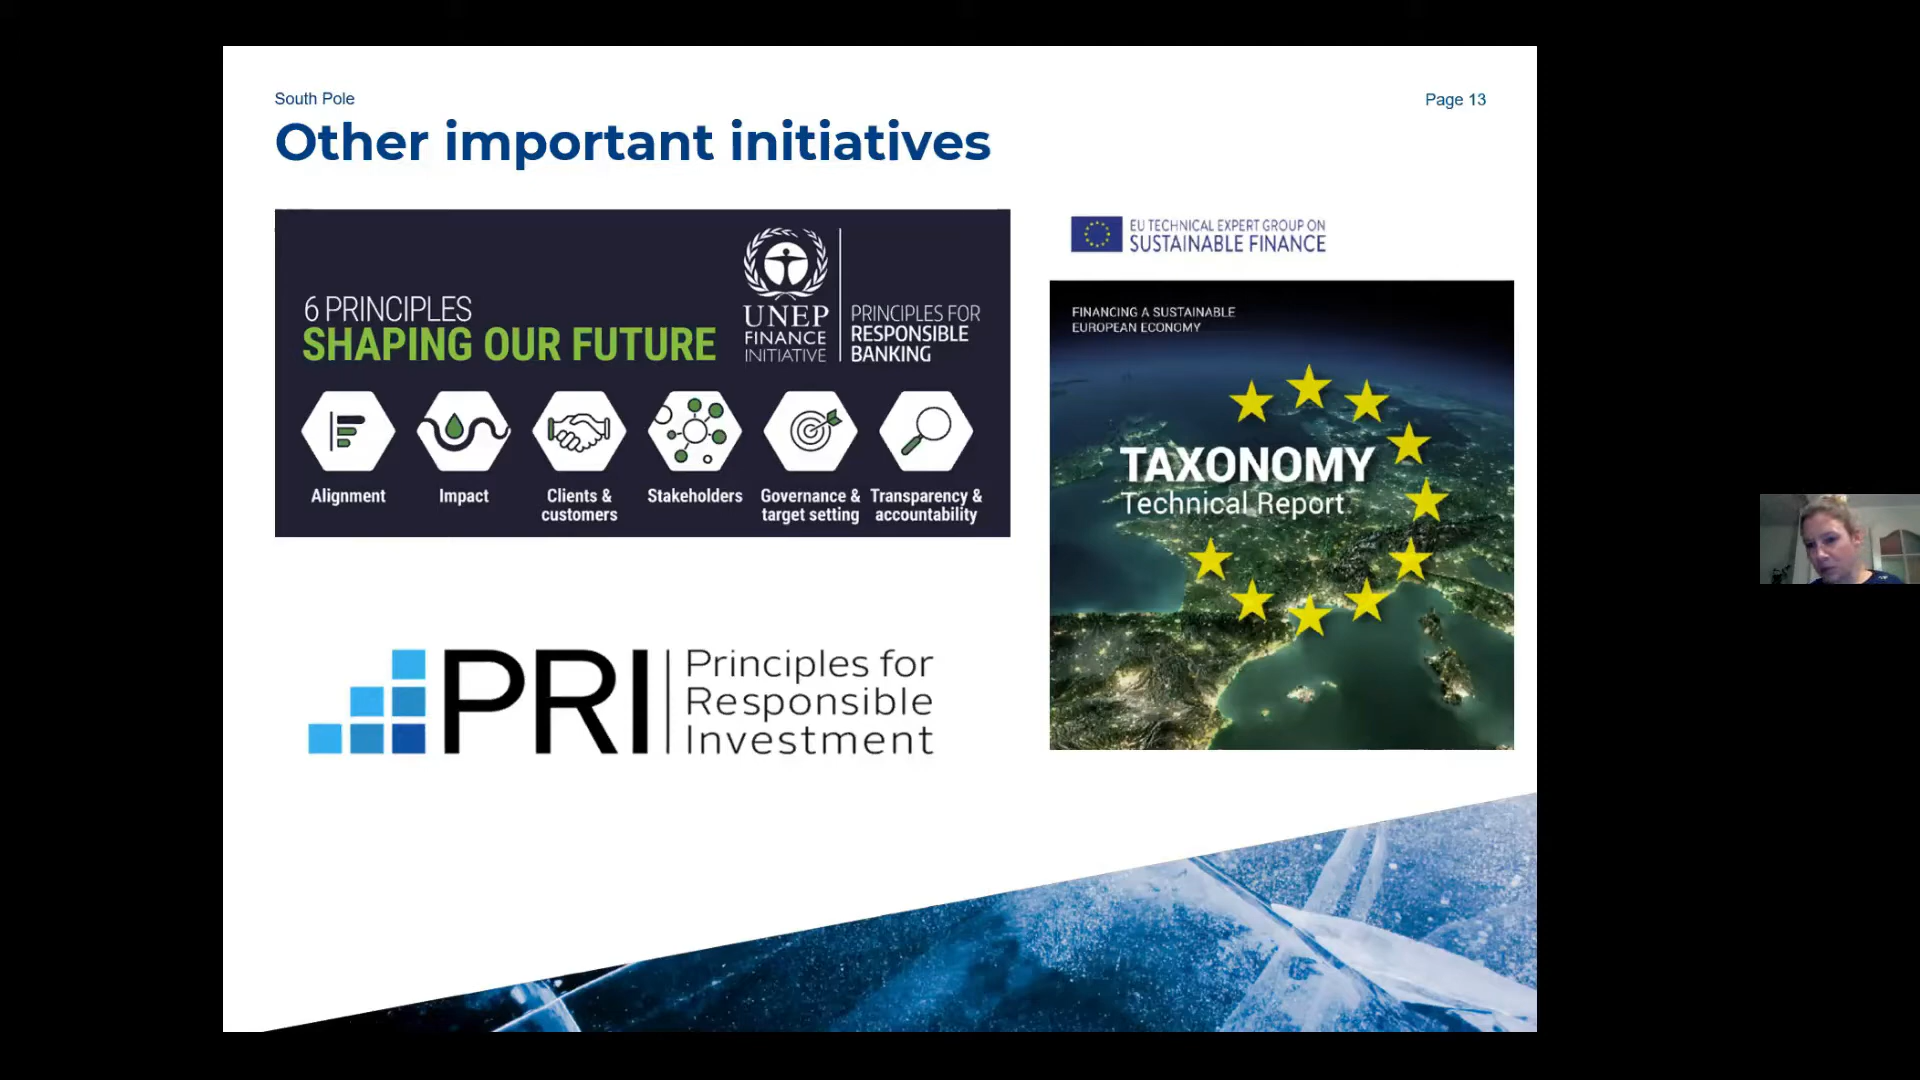 South Pole
Page 13
Other important initiatives
6 PRINCIPLES
SHAPING OUR FUTURE
UNEP
FINANCE
INITIATIVE
PRINCIPLES FOR
RESPONSIBLE
BANKING
Alignment
Impact
Clients &
customers
Stakeholders
Governance &
target setting
Transparency &
accountability
EU TECHNICAL EXPERT GROUP ON
SUSTAINABLE FINANCE
FINANCING A SUSTAINABLE
EUROPEAN ECONOMY
TAXONOMY
Technical Report
PRI
Principles for
Responsible
Investment